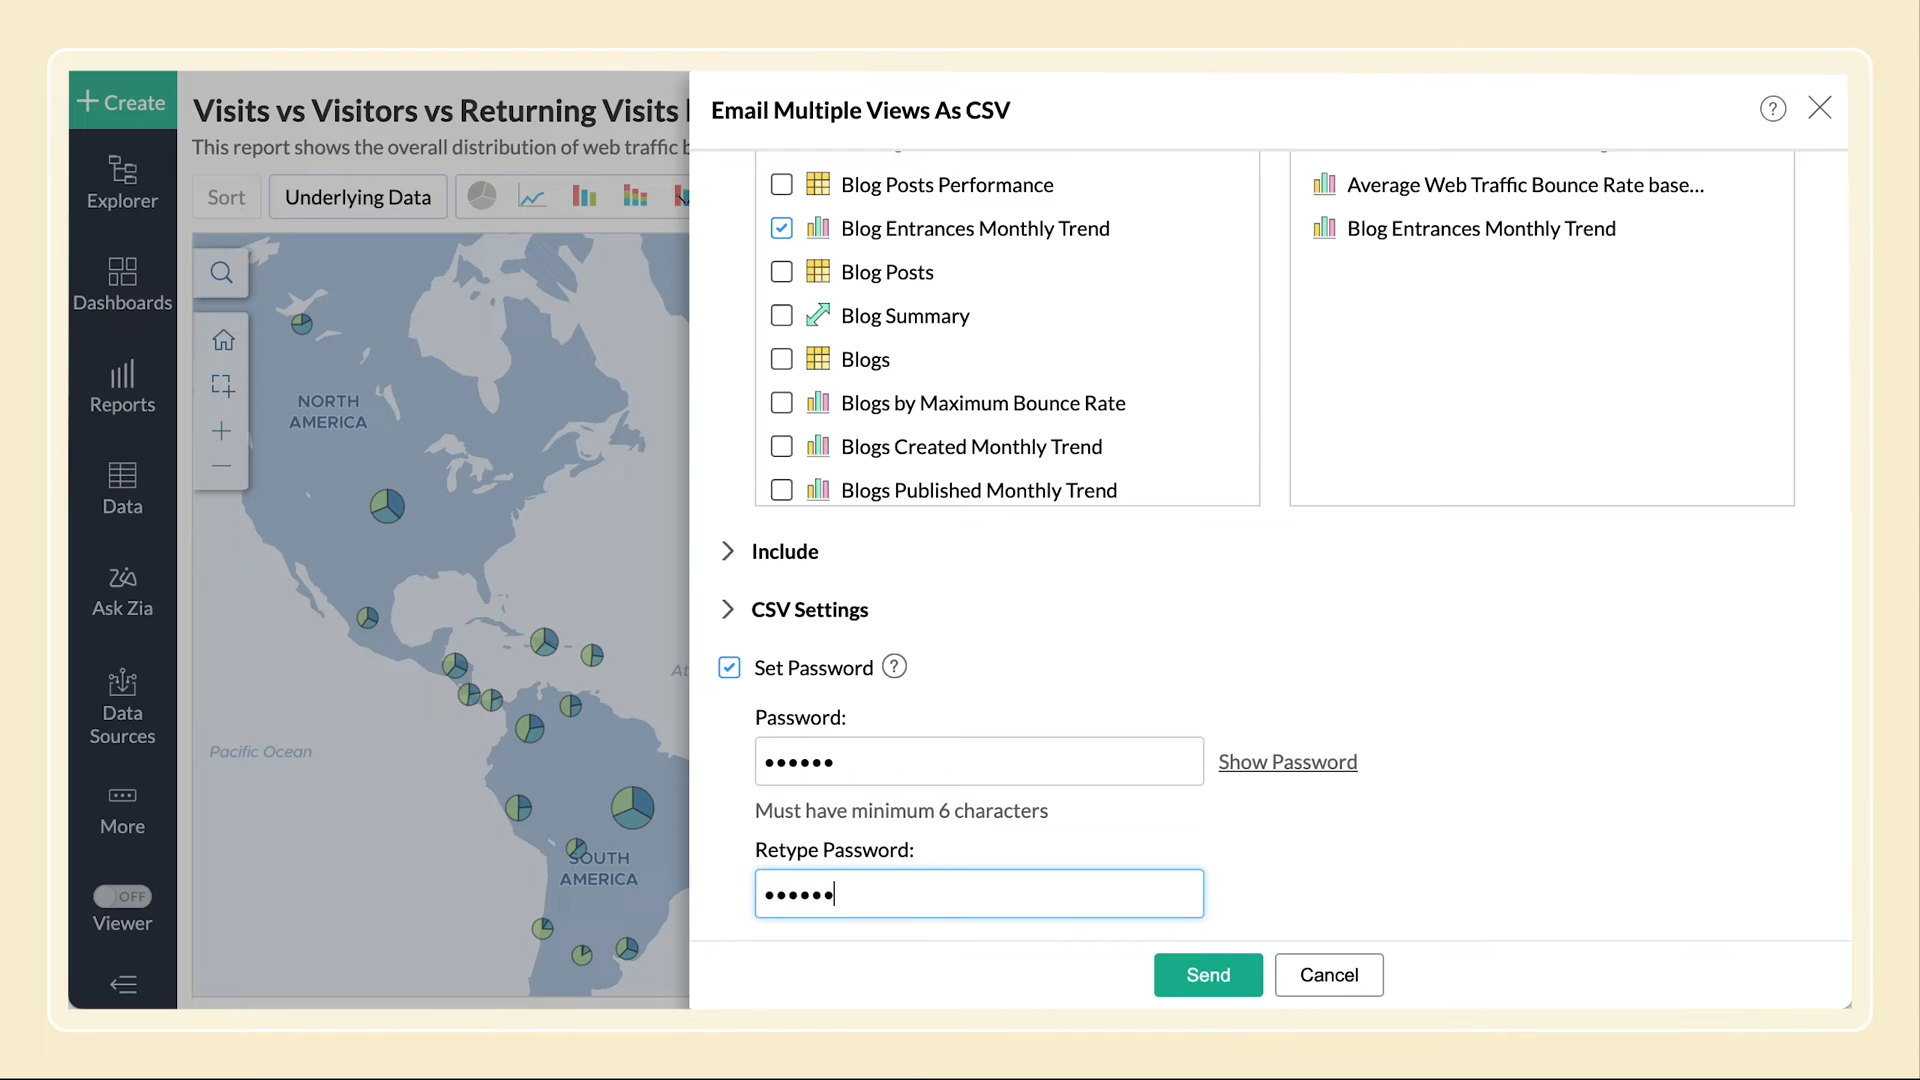 + Create
Explorer
Dashboards
Reports
Data
Ask Zia
Data
Sources
More
OFF
Viewer
Visits vs Visitors vs Returning Visits
This report shows the overall distribution of web traffic
Sort
Underlying Data
NORTH
AMERICA
Pacific Ocean
At
SOUTH
AMERICA
Email Multiple Views As CSV
?
Blog Posts Performance
Blog Entrances Monthly Trend
Blog Posts
Blog Summary
Blogs
Blogs by Maximum Bounce Rate
Blogs Created Monthly Trend
Blogs Published Monthly Trend
Average Web Traffic Bounce Rate base...
Blog Entrances Monthly Trend
Include
CSV Settings
Set Password ?
Password:
••••••
Show Password
Must have minimum 6 characters
Retype Password:
••••••
Send
Cancel